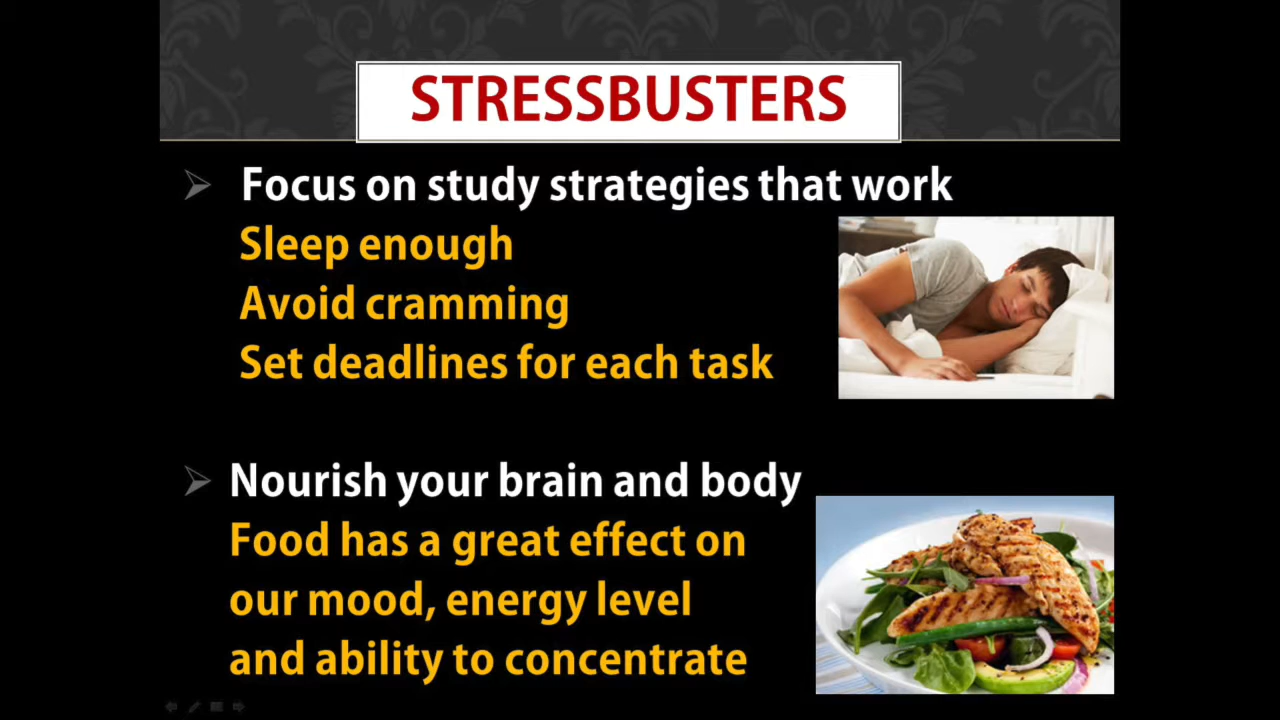 STRESSBUSTERS
Focus on study strategies that work
Sleep enough
Avoid cramming
Set deadlines for each task
Nourish your brain and body
Food has a great effect on
our mood, energy level
and ability to concentrate